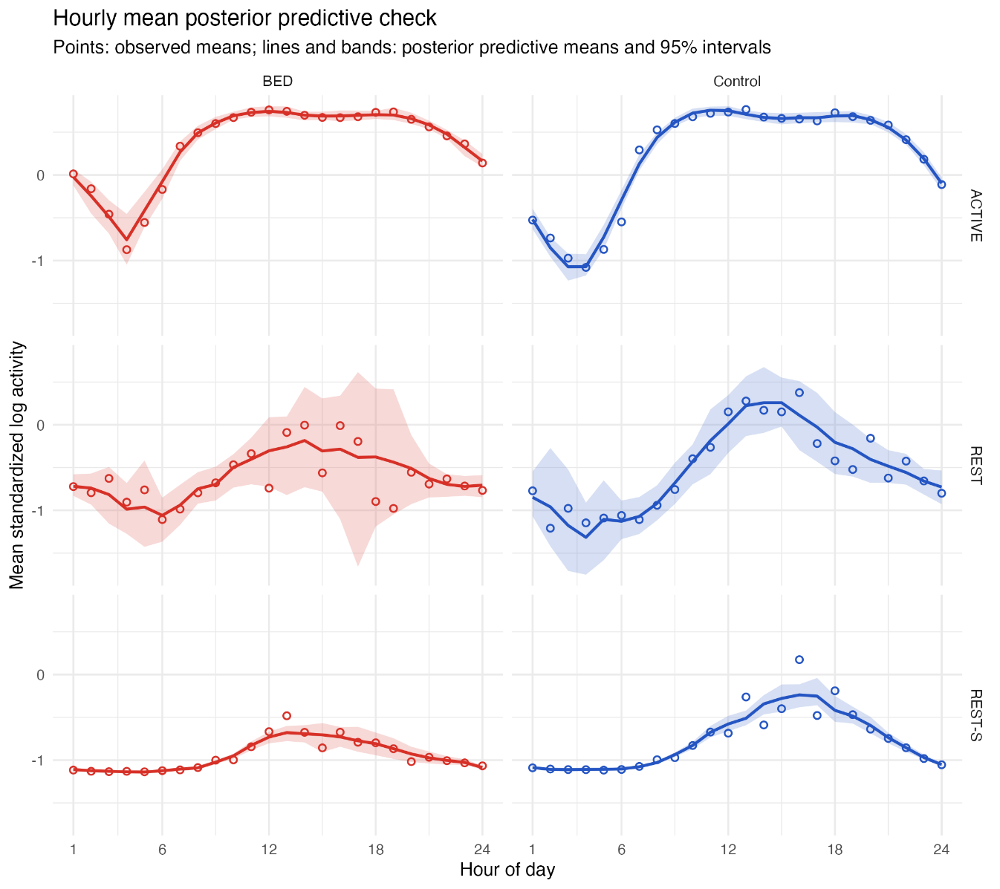 Hourly mean posterior predictive check
Points: observed means; lines and bands: posterior predictive means and 95% intervals
BED
Control
0
-1
ACTIVE
Mean standardized log activity
0
-1
REST
0
-1
REST-S
1
6
12
18
24
1
6
12
18
24
Hour of day